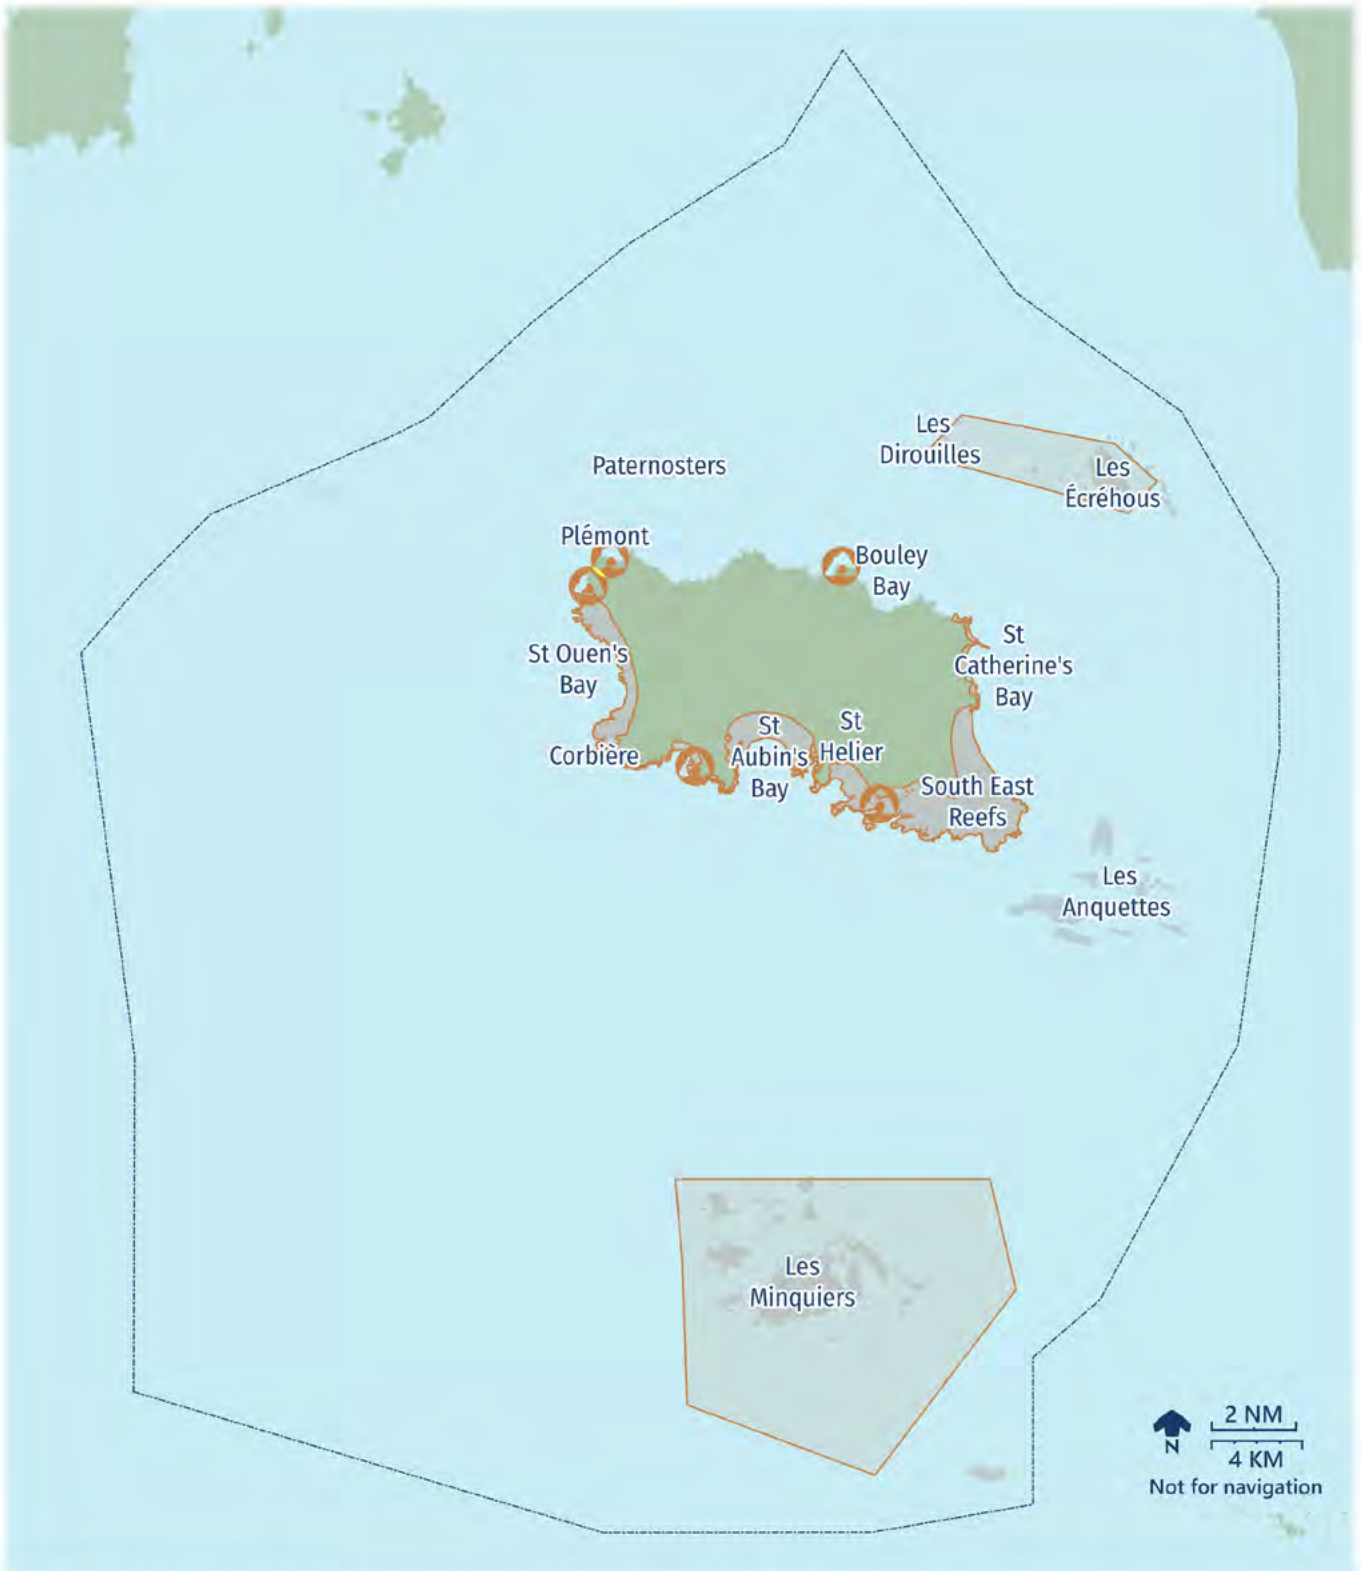 Les
Dirouilles
Les
Écréhous
Paternosters
Plémont
Bouley
Bay
St
Catherine's
Bay
St Ouen's
Bay
St
Aubin's
Bay
St
Helier
Corbière
South East
Reefs
Les
Anquettes
Les
Minquiers
N
2 NM
4 KM
Not for navigation